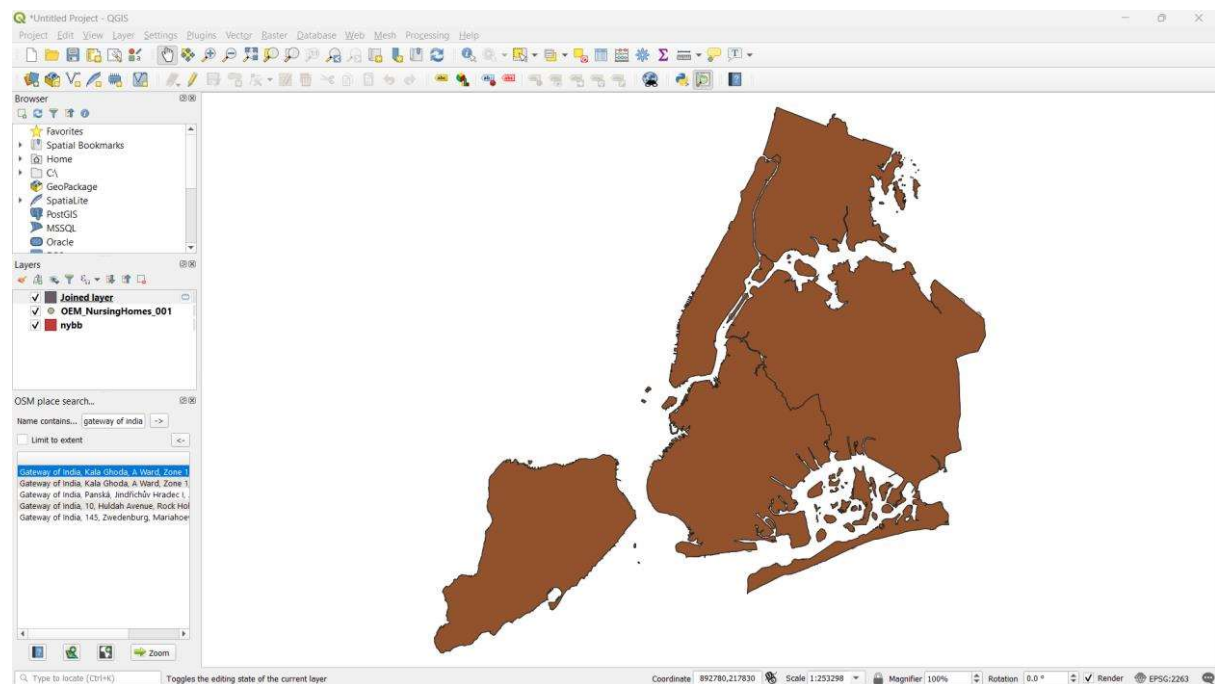 *Untitled Project - QGIS
Project Edit View Layer Settings Plugins Vector Raster Database Web Mesh Processing Help
Browser
Favorites
Spatial Bookmarks
Home
C:\
GeoPackage
SpatiaLite
PostGIS
MSSQL
Oracle
Layers
Joined layer
OEM_NursingHomes_001
nybb
OSM place search...
Name contains... gateway of india ->
Limit to extent <-
Gateway of India, Kala Ghoda, A Ward, Zone 1
Gateway of India, Kala Ghoda, A Ward, Zone 1,
Gateway of India, Panská, Jindřichův Hradec I,
Gateway of India, 10, Huldah Avenue, Rock Hol
Gateway of India, 145, Zwedenburg, Mariahoe
Zoom
Type to locate (Ctrl+K) Toggles the editing state of the current layer Coordinate 892780,217830 Scale 1:253298 Magnifier 100% Rotation 0.0 ° Render EPSG:2263